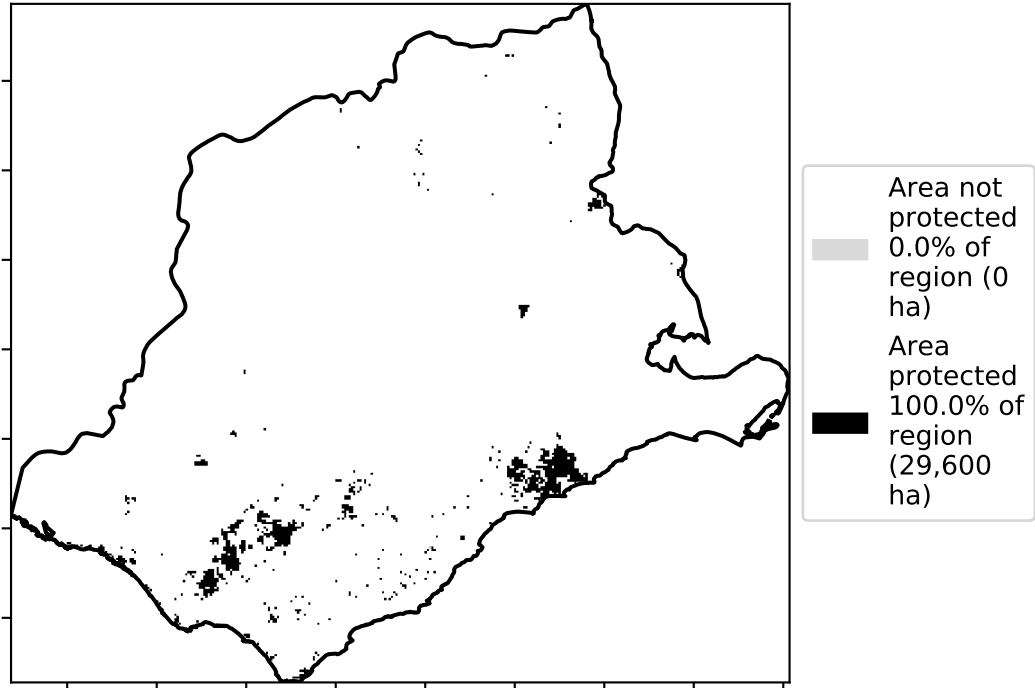 Area not
protected
0.0% of
region (0
ha)
Area
protected
100.0% of
region
(29,600
ha)